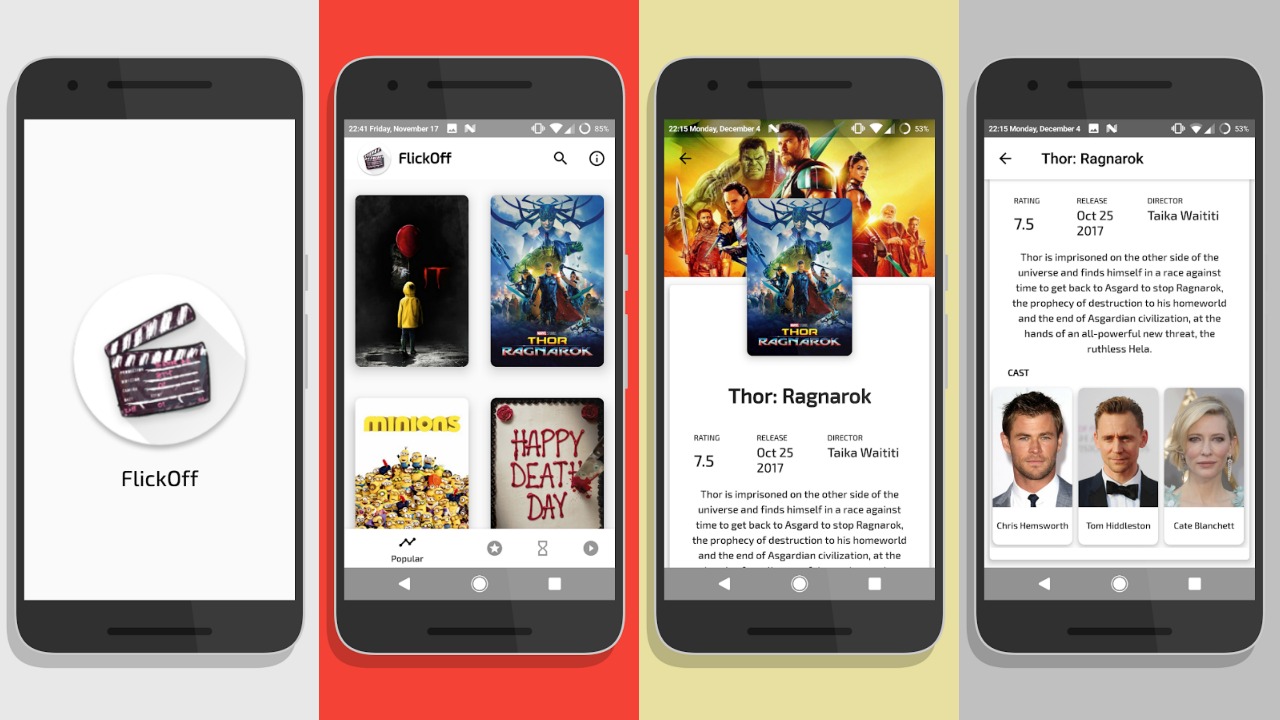 FlickOff
22:41 Friday, November 17
85%
FlickOff
IT
THOR
RAGNAROK
MINIONS
HAPPY
DEATH
DAY
Popular
22:15 Monday, December 4
53%
THOR
RAGNAROK
Thor: Ragnarok
RATING
RELEASE
DIRECTOR
7.5
Oct 25
2017
Taika Waititi
Thor is imprisoned on the other side of the
universe and finds himself in a race against
time to get back to Asgard to stop Ragnarok,
the prophecy of destruction to his homeworld
and the end of Asgardian civilization, at the
22:15 Monday, December 4
53%
Thor: Ragnarok
RATING
RELEASE
DIRECTOR
7.5
Oct 25
2017
Taika Waititi
Thor is imprisoned on the other side of the
universe and finds himself in a race against
time to get back to Asgard to stop Ragnarok,
the prophecy of destruction to his homeworld
and the end of Asgardian civilization, at the
hands of an all-powerful new threat, the
ruthless Hela.
CAST
Chris Hemsworth
Tom Hiddleston
Cate Blanchett